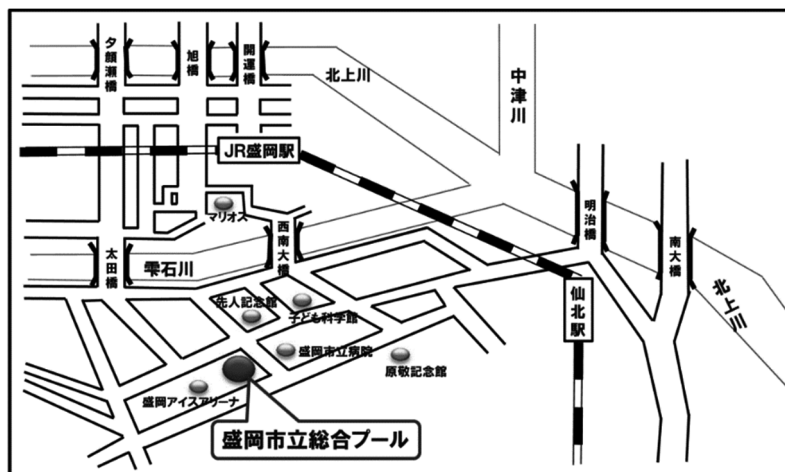 夕顔瀬橋
旭橋
開運橋
北上川
中津川
JR盛岡駅
マリオス
西南大橋
明治橋
南大橋
太田橋
雫石川
北上川
先人記念館
子ども科学館
仙北駅
盛岡市立病院
原敬記念館
盛岡アイスアリーナ
盛岡市立総合プール